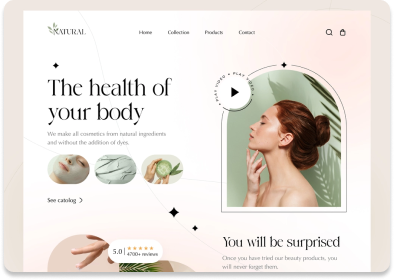 NATURAL
Home Collection Products Contact
PLAY VIDEO • PLAY VIDEO •
The health of
your body
We make all cosmetics from natural ingredients
and without the addition of dyes.
See catolog
5.0 4700+ reviews
You will be surprised
Once you have tried our beauty products, you
will never forget them.